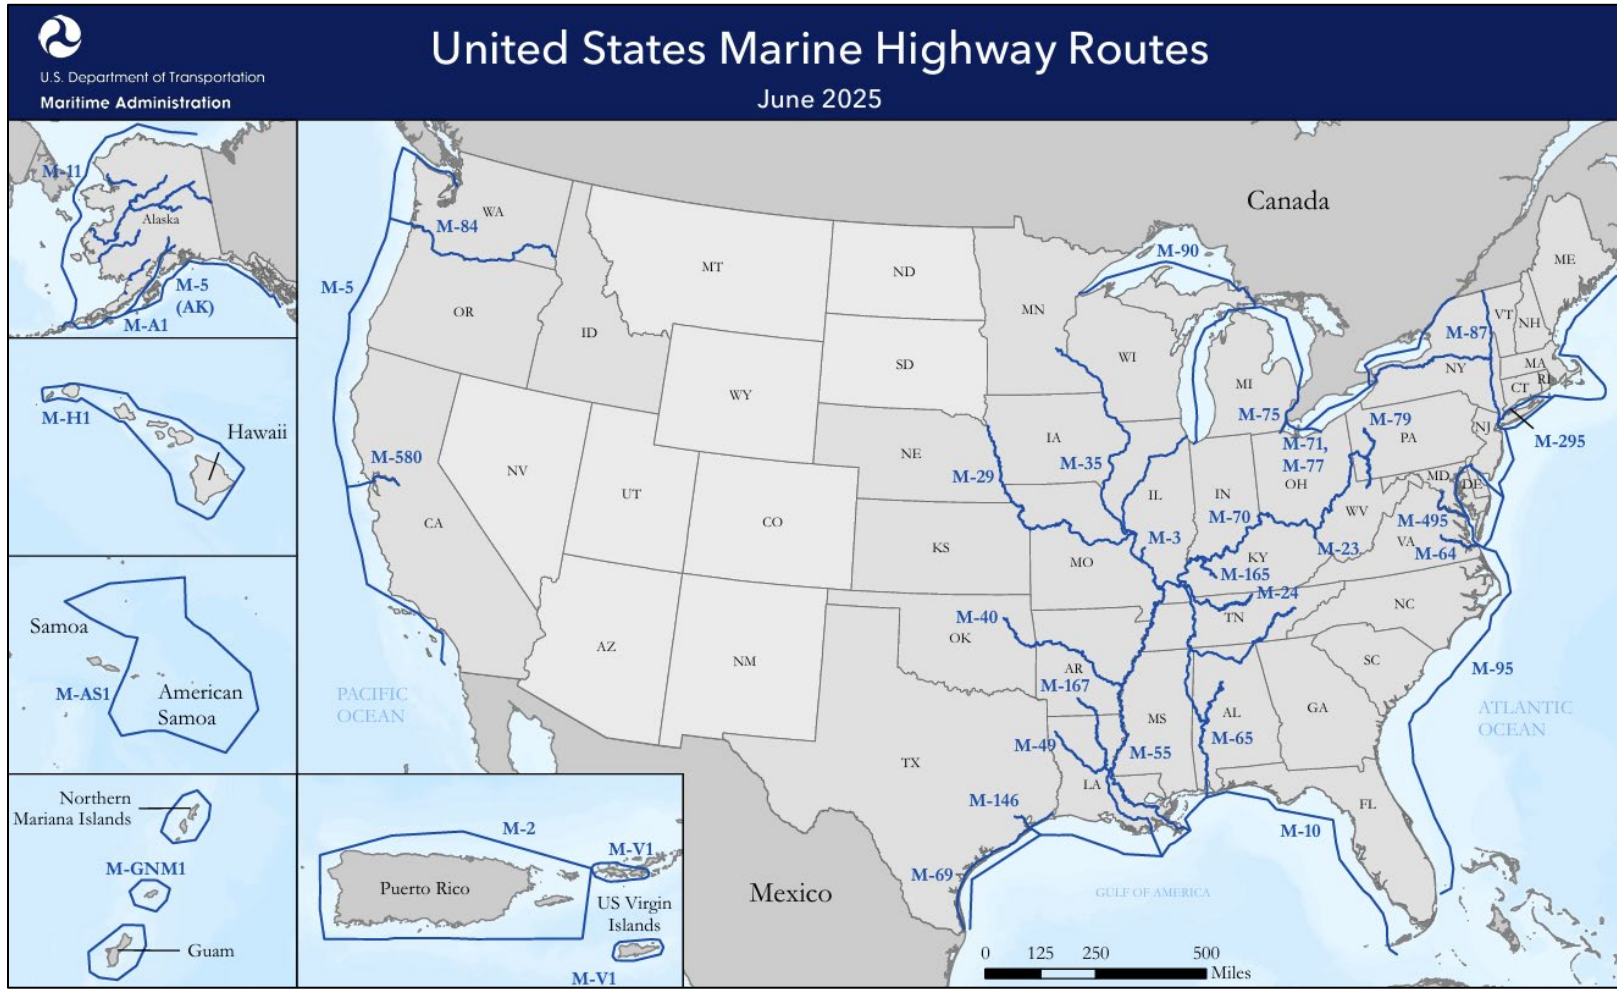 U.S. Department of Transportation
Maritime Administration
United States Marine Highway Routes
June 2025
M-11
Alaska
M-5
(AK)
M-A1
M-H1
Hawaii
Samoa
M-AS1
American
Samoa
Northern
Mariana Islands
M-GNM1
Guam
M-2
M-V1
Puerto Rico
US Virgin
Islands
M-V1
Canada
Mexico
PACIFIC
OCEAN
ATLANTIC
OCEAN
GULF OF AMERICA
M-84
WA
M-5
OR
ID
MT
ND
SD
WY
MN
WI
MI
M-90
M-75
M-87
NY
VT
NH
ME
MA
CT
RI
M-295
M-79
PA
NJ
M-71,
M-77
OH
MD
DE
M-495
VA
M-64
WV
M-23
M-580
CA
NV
UT
CO
NE
KS
IA
M-29
M-35
IL
IN
M-70
M-3
MO
KY
M-165
M-24
TN
NC
SC
M-95
AZ
NM
OK
M-40
AR
M-167
M-49
LA
MS
M-55
AL
M-65
GA
FL
M-10
TX
M-146
M-69
0 125 250 500
Miles